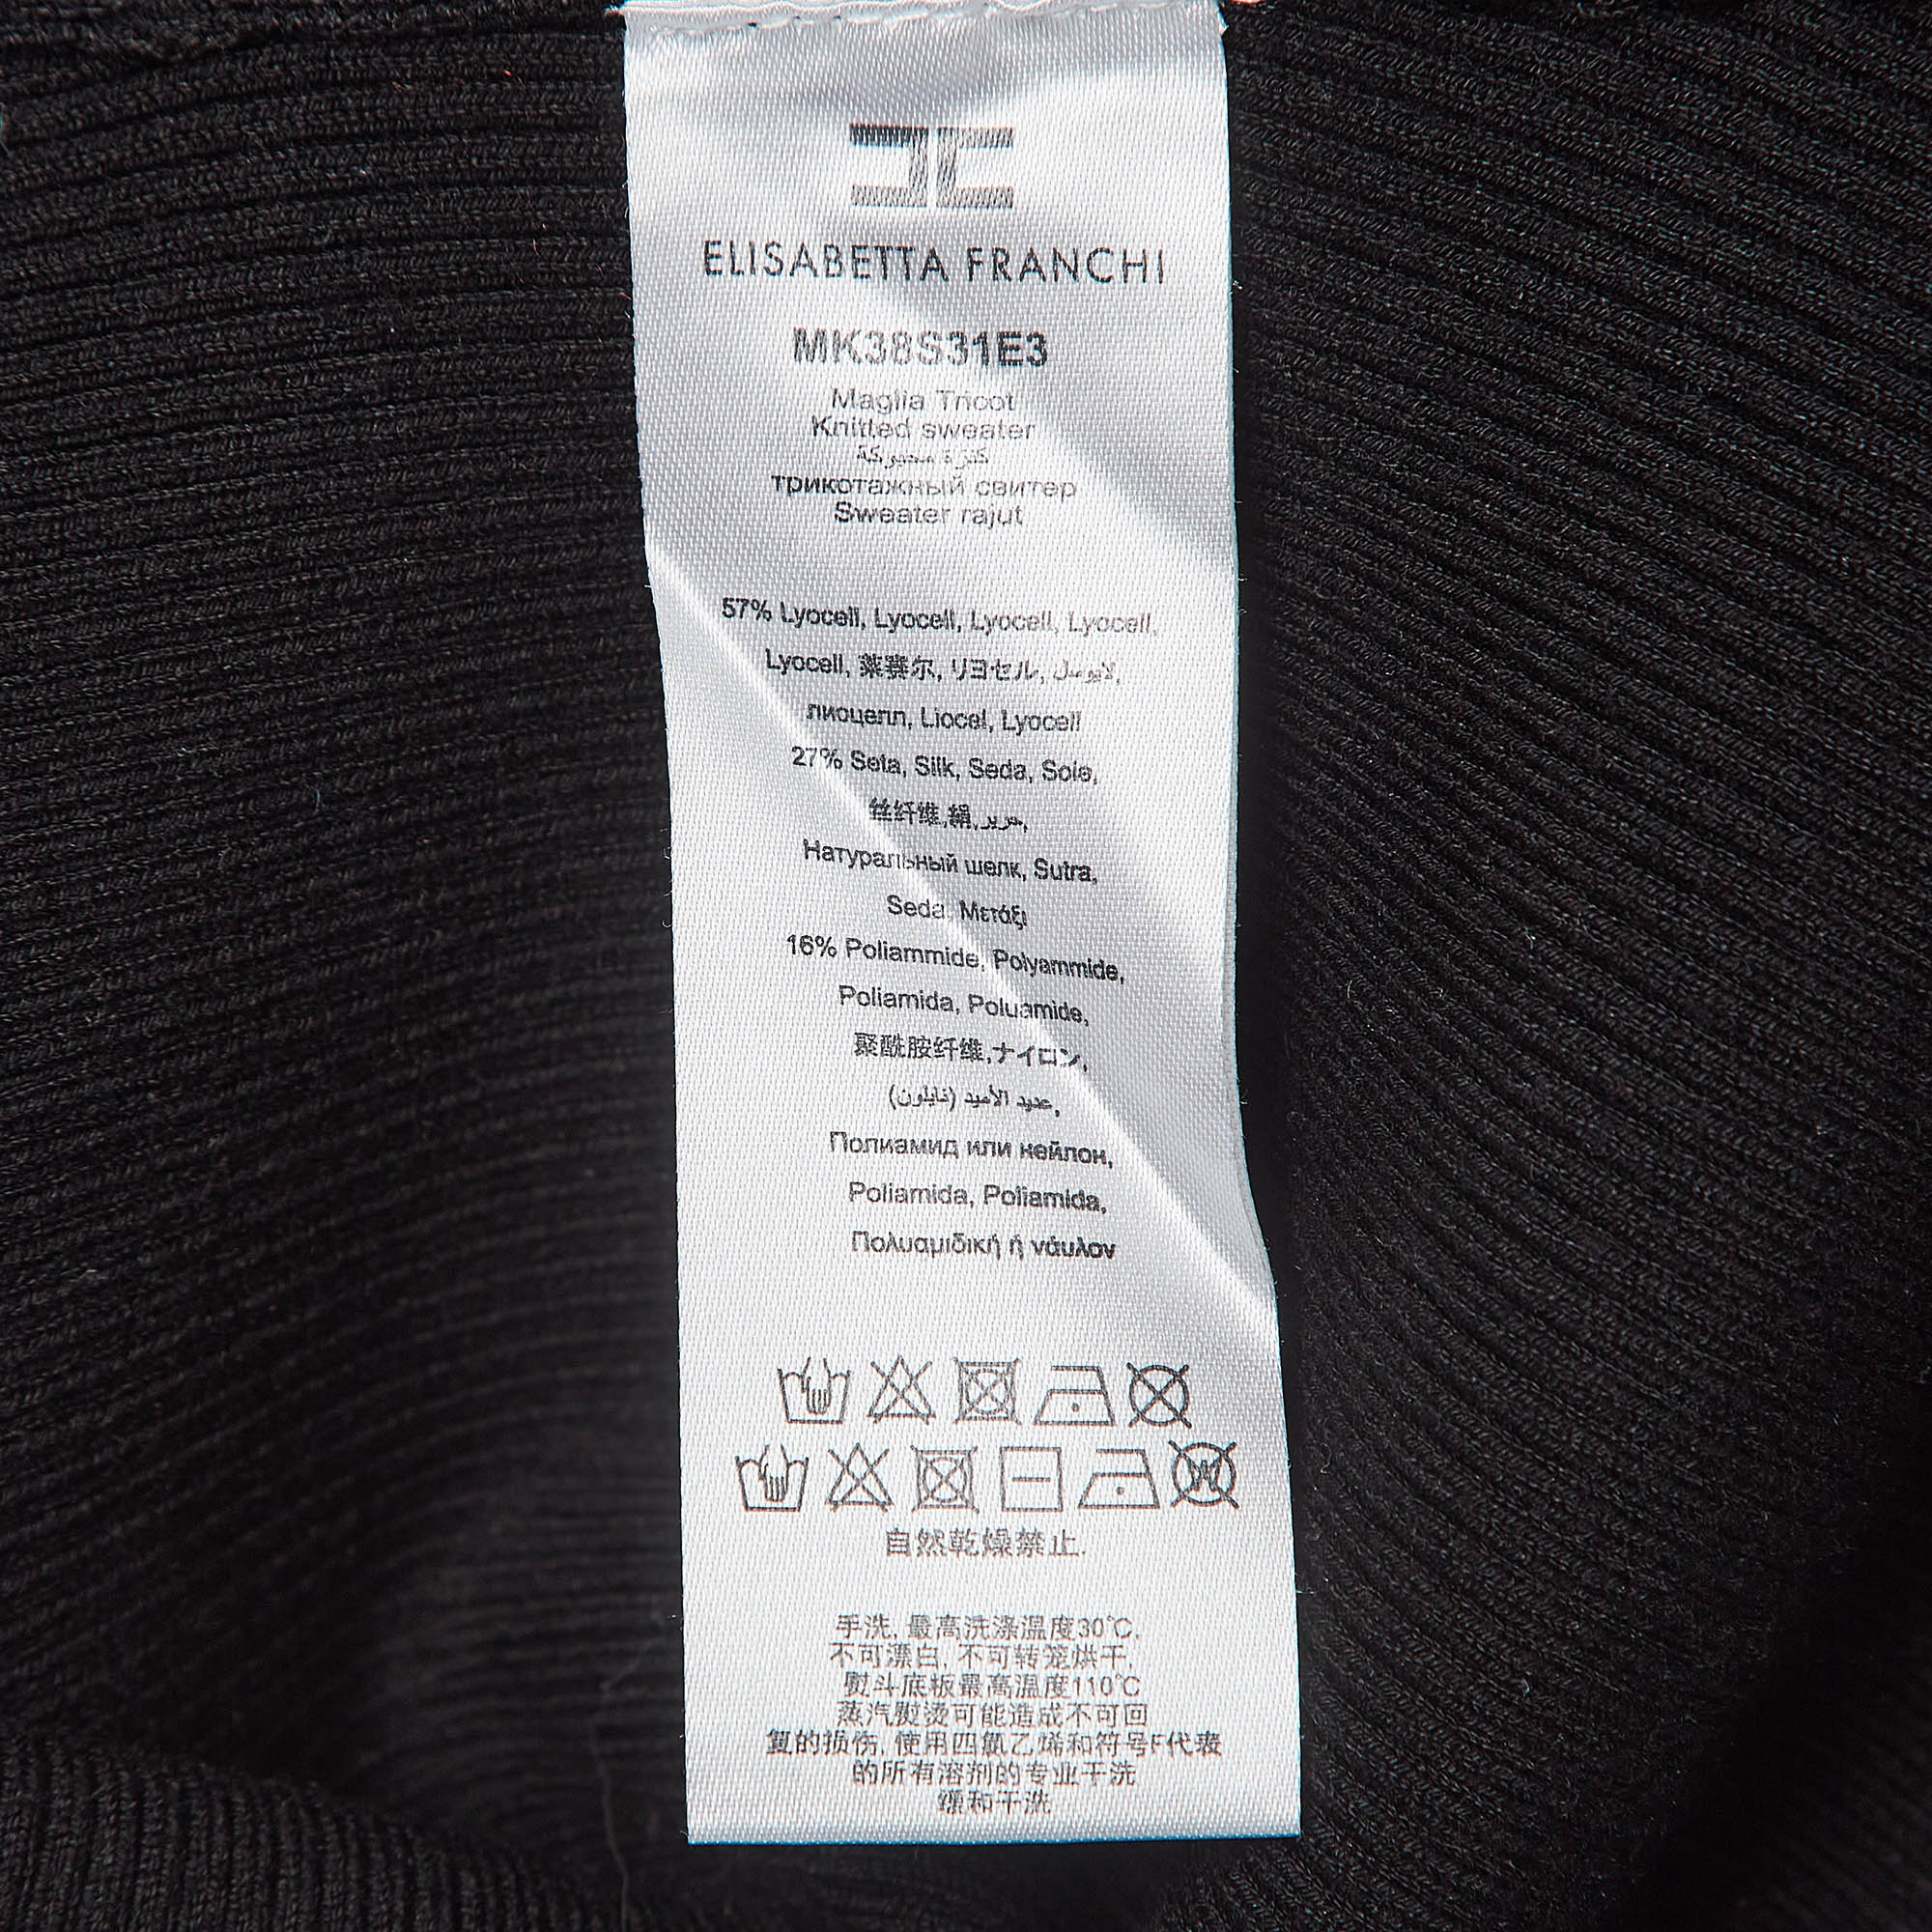 ELISABETTA FRANCHI
MK38S31E3
Maglia Tricot
Knitted sweater
كنزة محبوكة
трикотажный свитер
Sweater rajut
57% Lyocell, Lyocell, Lyocell, Lyocell,
Lyocell, 莱赛尔, リヨセル, لايوسل,
лиоцелл, Liocel, Lyocell
27% Seta, Silk, Seda, Soie,
丝纤维,絹,حرير,
Натуральный шелк, Sutra,
Seda, Μετάξι
16% Poliammide, Polyammide,
Poliamida, Poluamide,
聚酰胺纤维,ナイロン,
عديد الأميد (نايلون),
Полиамид или нейлон,
Poliamida, Poliamida,
Πολυαμιδική ή νάυλον
自然乾燥禁止.
手洗, 最高洗涤温度30℃,
不可漂白, 不可转笼烘干,
熨斗底板最高温度110℃
蒸汽熨烫可能造成不可回
复的损伤, 使用四氯乙烯和符号F代表
的所有溶剂的专业干洗
缓和干洗